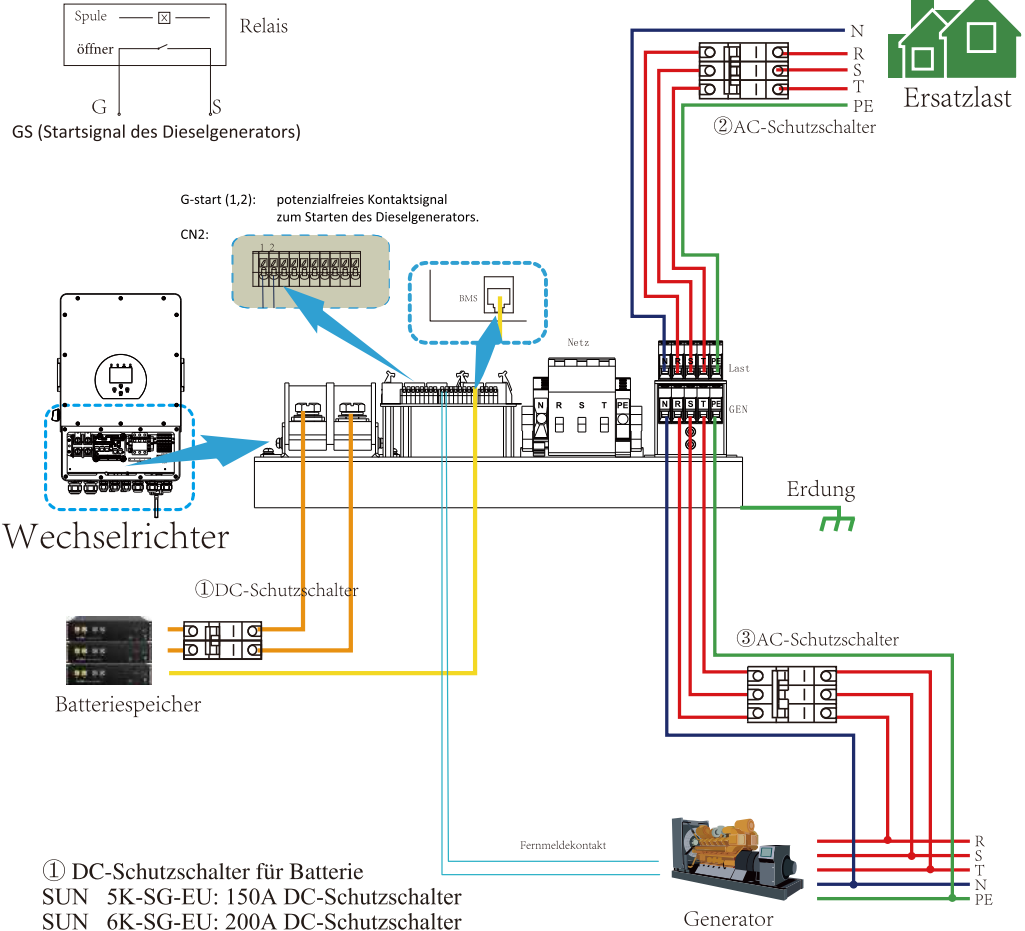 Spule
X
Relais
öffner
G
S
GS (Startsignal des Dieselgenerators)
N
R
S
T
PE
Ersatzlast
②AC-Schutzschalter
G-start (1,2): potenzialfreies Kontaktsignal
zum Starten des Dieselgenerators.
CN2:
1 2
BMS
Netz
N R S T PE
Last
N R S T PE
N R S T PE
GEN
Erdung
Wechselrichter
①DC-Schutzschalter
③AC-Schutzschalter
Batteriespeicher
Fernmeldekontakt
R
S
T
N
PE
Generator
① DC-Schutzschalter für Batterie
SUN 5K-SG-EU: 150A DC-Schutzschalter
SUN 6K-SG-EU: 200A DC-Schutzschalter